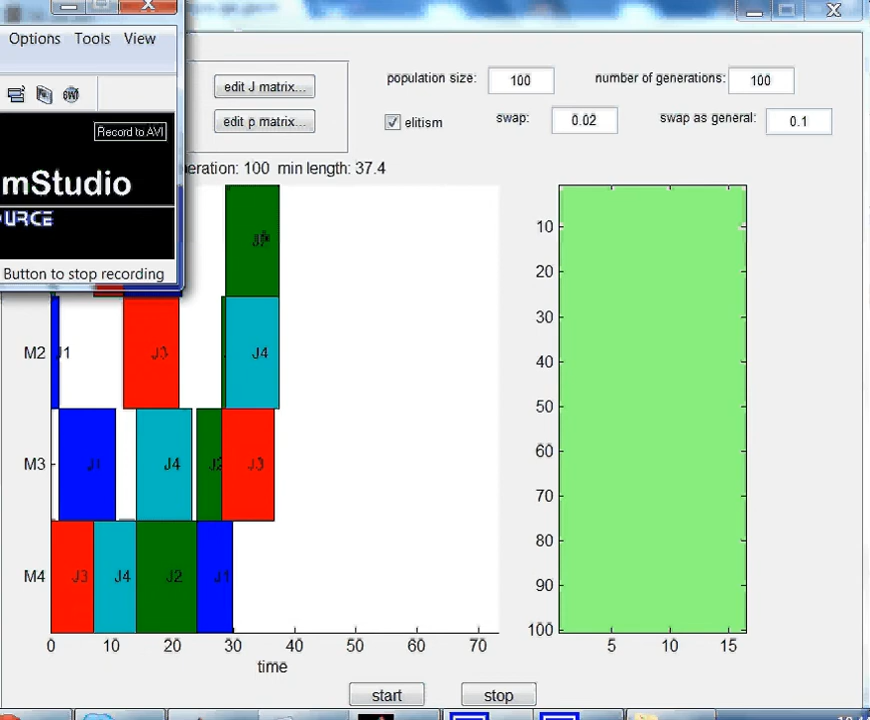 Options Tools View
Record to AVI
mStudio
OURCE
Button to stop recording
edit J matrix...
edit p matrix...
population size: 100 number of generations: 100
elitism swap: 0.02 swap as general: 0.1
neration: 100 min length: 37.4
M2 J1 J3 J4
M3 J1 J4 J2 J3
M4 J3 J4 J2 J1
0 10 20 30 40 50 60 70
time
10
20
30
40
50
60
70
80
90
100
5 10 15
start stop